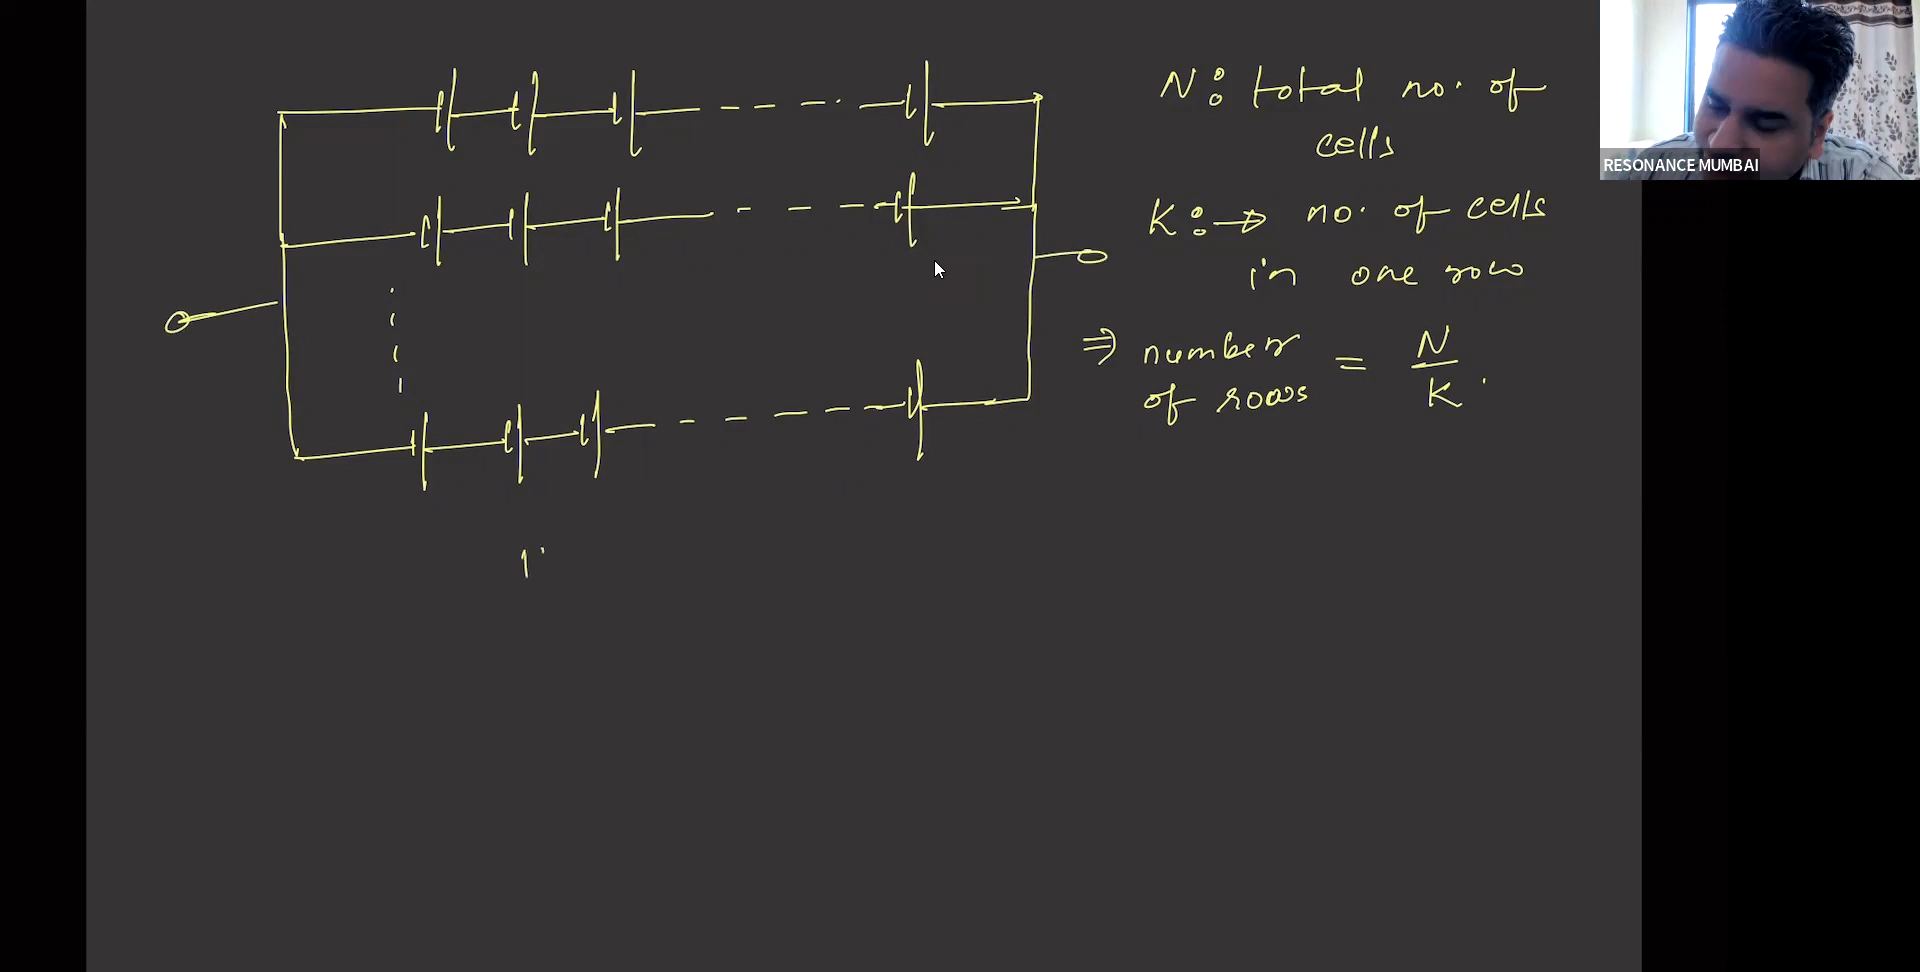 N: total no. of
cells
K: → no. of cells
in one row
⇒ number
of rows = N/K.
RESONANCE MUMBAI